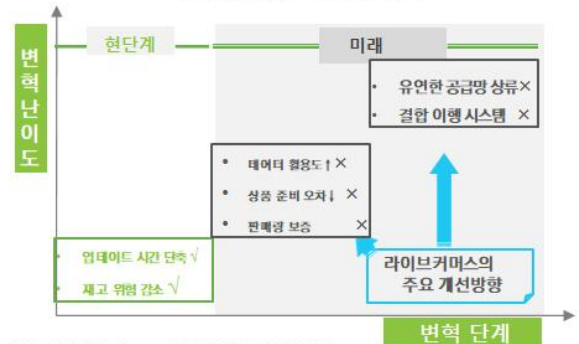 현단계
미래
변혁난이도
• 유연한 공급망 상류×
• 결합 이행 시스템 ×
• 데이터 활용도↑×
• 상품 준비 오차↓ ×
• 판매량 보증 ×
• 업데이트 시간 단축 √
• 재고 위험 감소 √
라이브커머스의
주요 개선방향
변혁 단계